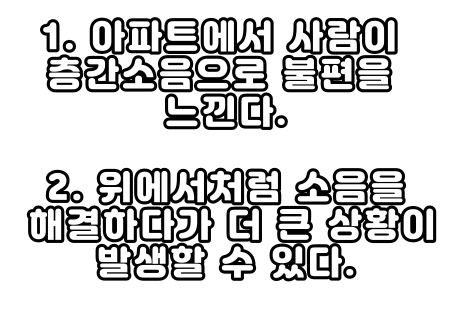 1. 아파트에서 사람이
층간소음으로 불편을
느낀다.
2. 위에서처럼 소음을
해결하다가 더 큰 상황이
발생할 수 있다.